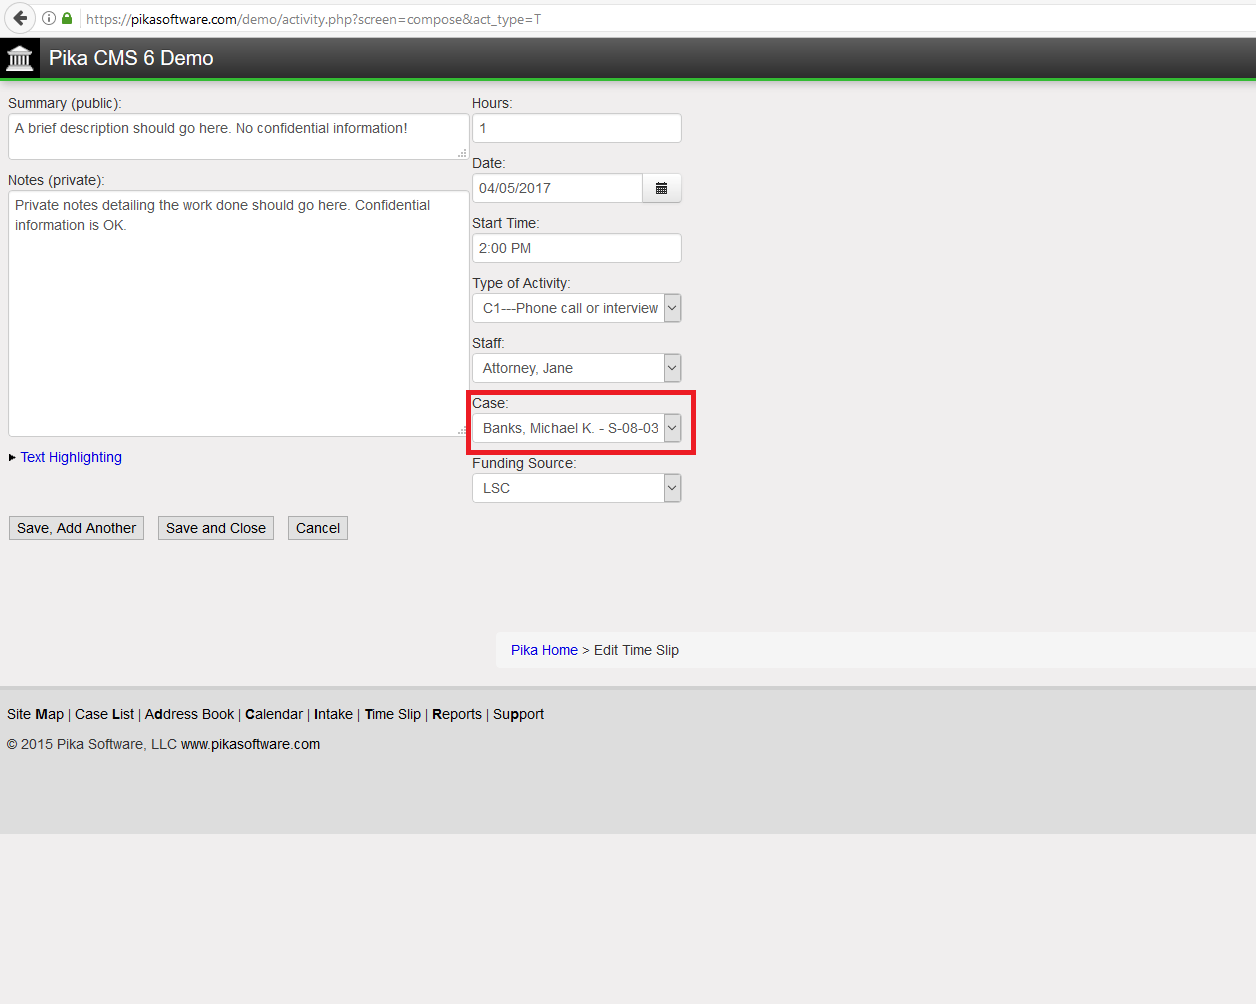 https://pikasoftware.com/demo/activity.php?screen=compose&act_type=T
Pika CMS 6 Demo
Summary (public):
A brief description should go here. No confidential information!
Notes (private):
Private notes detailing the work done should go here. Confidential
information is OK.
Text Highlighting
Save, Add Another
Save and Close
Cancel
Hours:
1
Date:
04/05/2017
Start Time:
2:00 PM
Type of Activity:
C1---Phone call or interview
Staff:
Attorney, Jane
Case:
Banks, Michael K. - S-08-03
Funding Source:
LSC
Pika Home > Edit Time Slip
Site Map | Case List | Address Book | Calendar | Intake | Time Slip | Reports | Support
© 2015 Pika Software, LLC www.pikasoftware.com